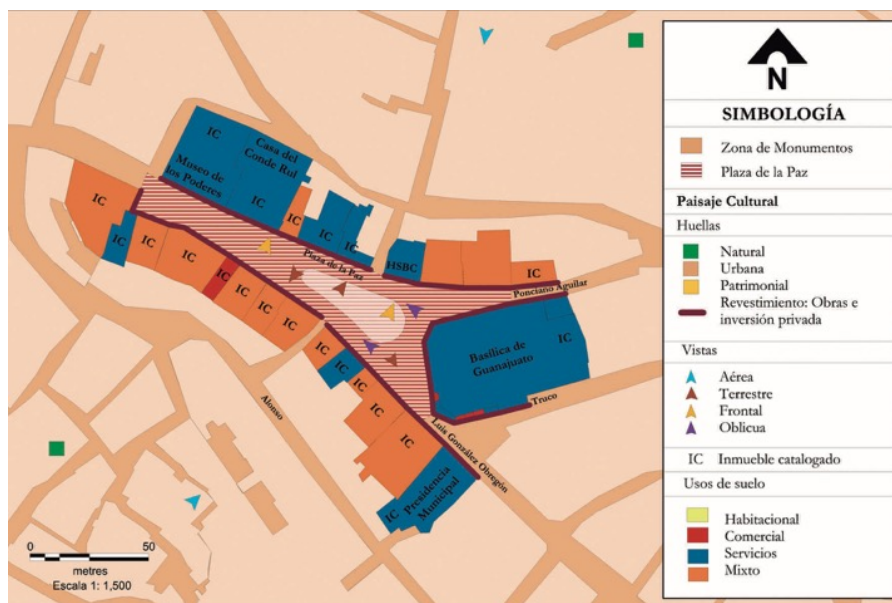 IC
Casa del
Conde Rul
Museo de
los Poderes
IC
IC
IC
IC
IC
IC
IC
IC
Plaza de la Paz
HSBC
IC
Ponciano Aguilar
IC
IC
IC
IC
Basílica de
Guanajuato
IC
IC
IC
IC
IC
IC
Truco
Alonso
Luis González Obregón
IC
Presidencia
Municipal
0 50
metres
Escala 1: 1,500
N
SIMBOLOGÍA
Zona de Monumentos
Plaza de la Paz
Paisaje Cultural
Huellas
Natural
Urbana
Patrimonial
Revestimiento: Obras e
inversión privada
Vistas
Aérea
Terrestre
Frontal
Oblicua
IC Inmueble catalogado
Usos de suelo
Habitacional
Comercial
Servicios
Mixto